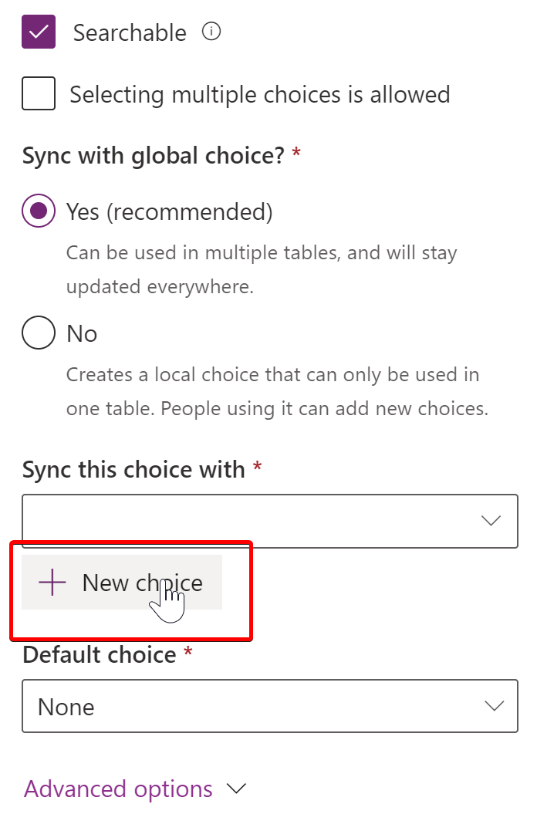 Searchable
Selecting multiple choices is allowed
Sync with global choice? *
Yes (recommended)
Can be used in multiple tables, and will stay
updated everywhere.
No
Creates a local choice that can only be used in
one table. People using it can add new choices.
Sync this choice with *
New choice
Default choice *
None
Advanced options